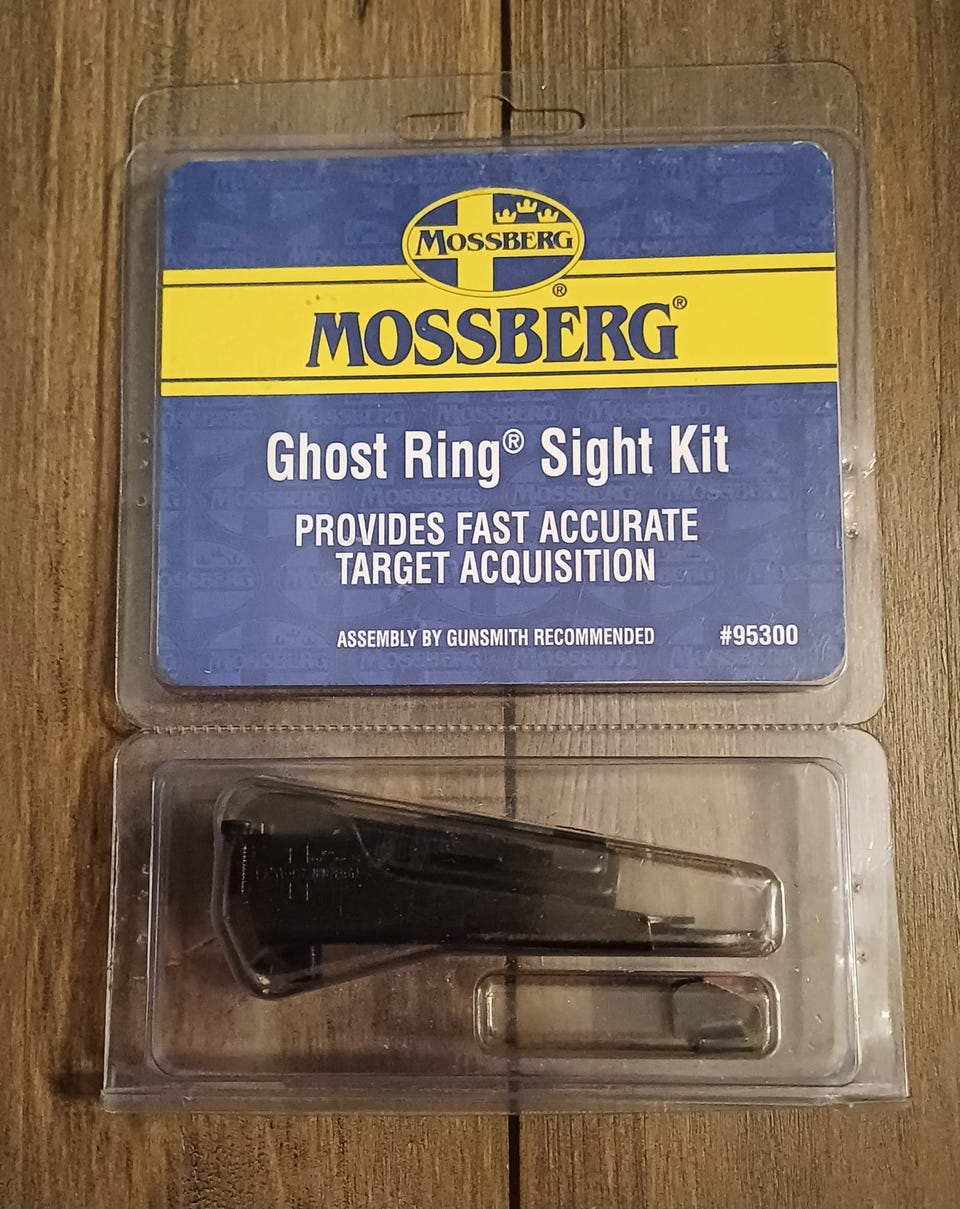 MOSSBERG
®
MOSSBERG®
Ghost Ring® Sight Kit
PROVIDES FAST ACCURATE
TARGET ACQUISITION
ASSEMBLY BY GUNSMITH RECOMMENDED #95300